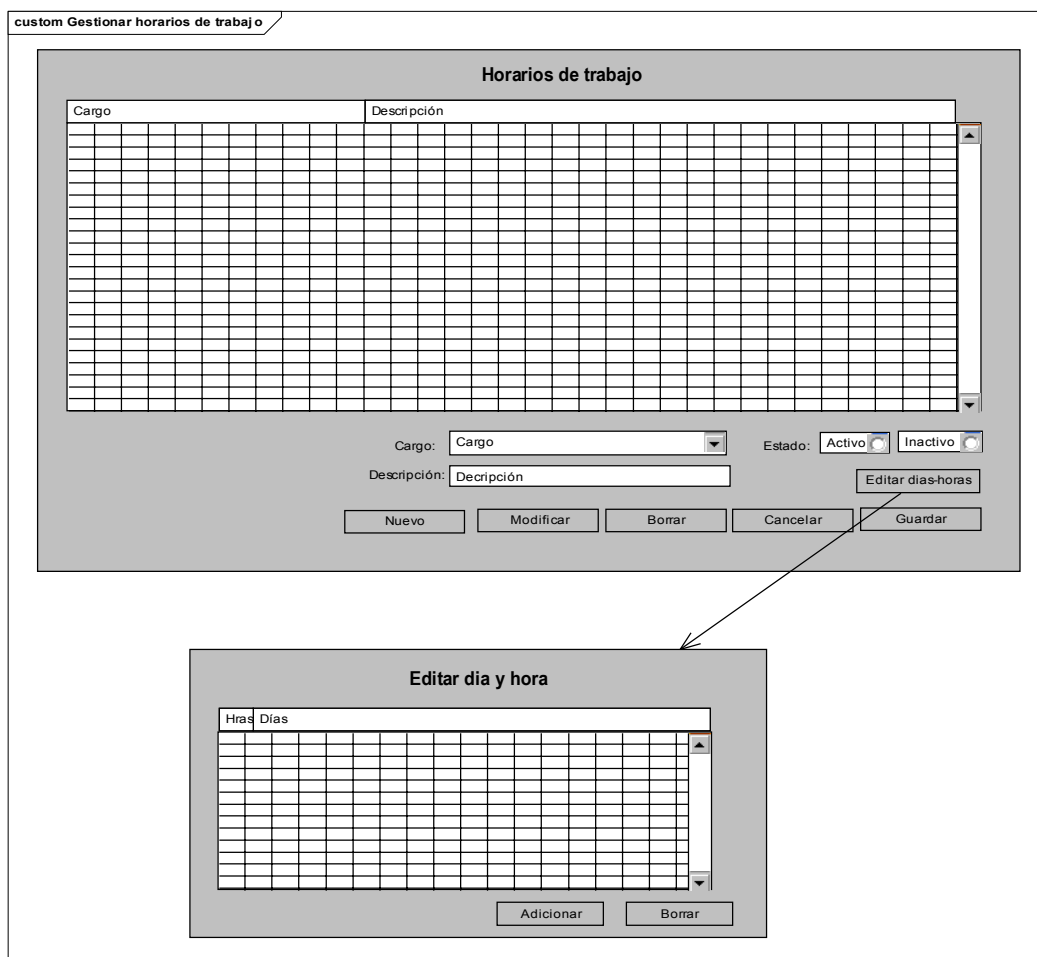 custom Gestionar horarios de trabajo
Horarios de trabajo
Cargo Descripción
Cargo: Cargo Estado: Activo Inactivo
Descripción: Decripción Editar dias-horas
Nuevo Modificar Borrar Cancelar Guardar
Editar dia y hora
Hras Días
Adicionar Borrar